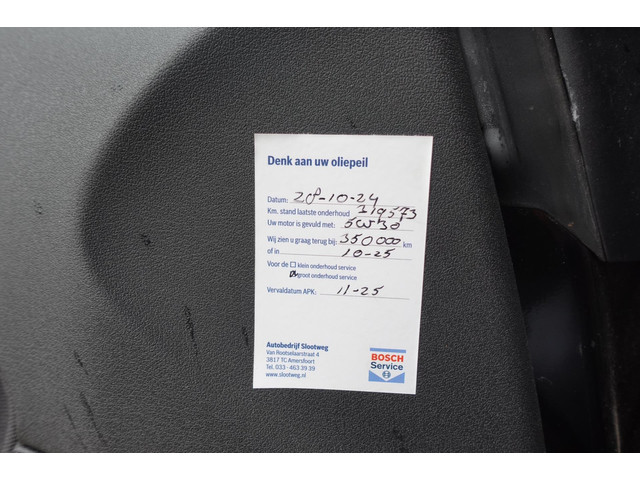 Denk aan uw oliepeil
Datum: 28-10-24
Km. stand laatste onderhoud 319573
Uw motor is gevuld met: 5W30
Wij zien u graag terug bij: 350000 km
of in 10-25
Voor de klein onderhoud service
groot onderhoud service
Vervaldatum APK: 11-25
Autobedrijf Slootweg
Van Rootselaarstraat 4
3817 TC Amersfoort
Tel. 033 - 463 39 39
www.slootweg.nl
BOSCH
Service